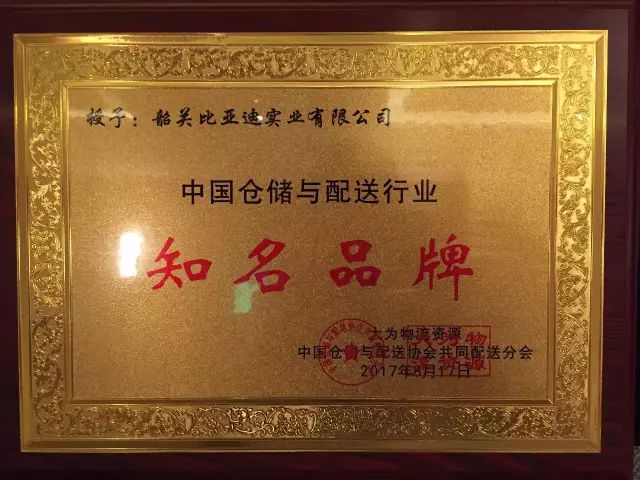 授予：韶关比亚迪实业有限公司
中国仓储与配送行业
知名品牌
大为物流资源
中国仓储与配送协会共同配送分会
2017年8月17日